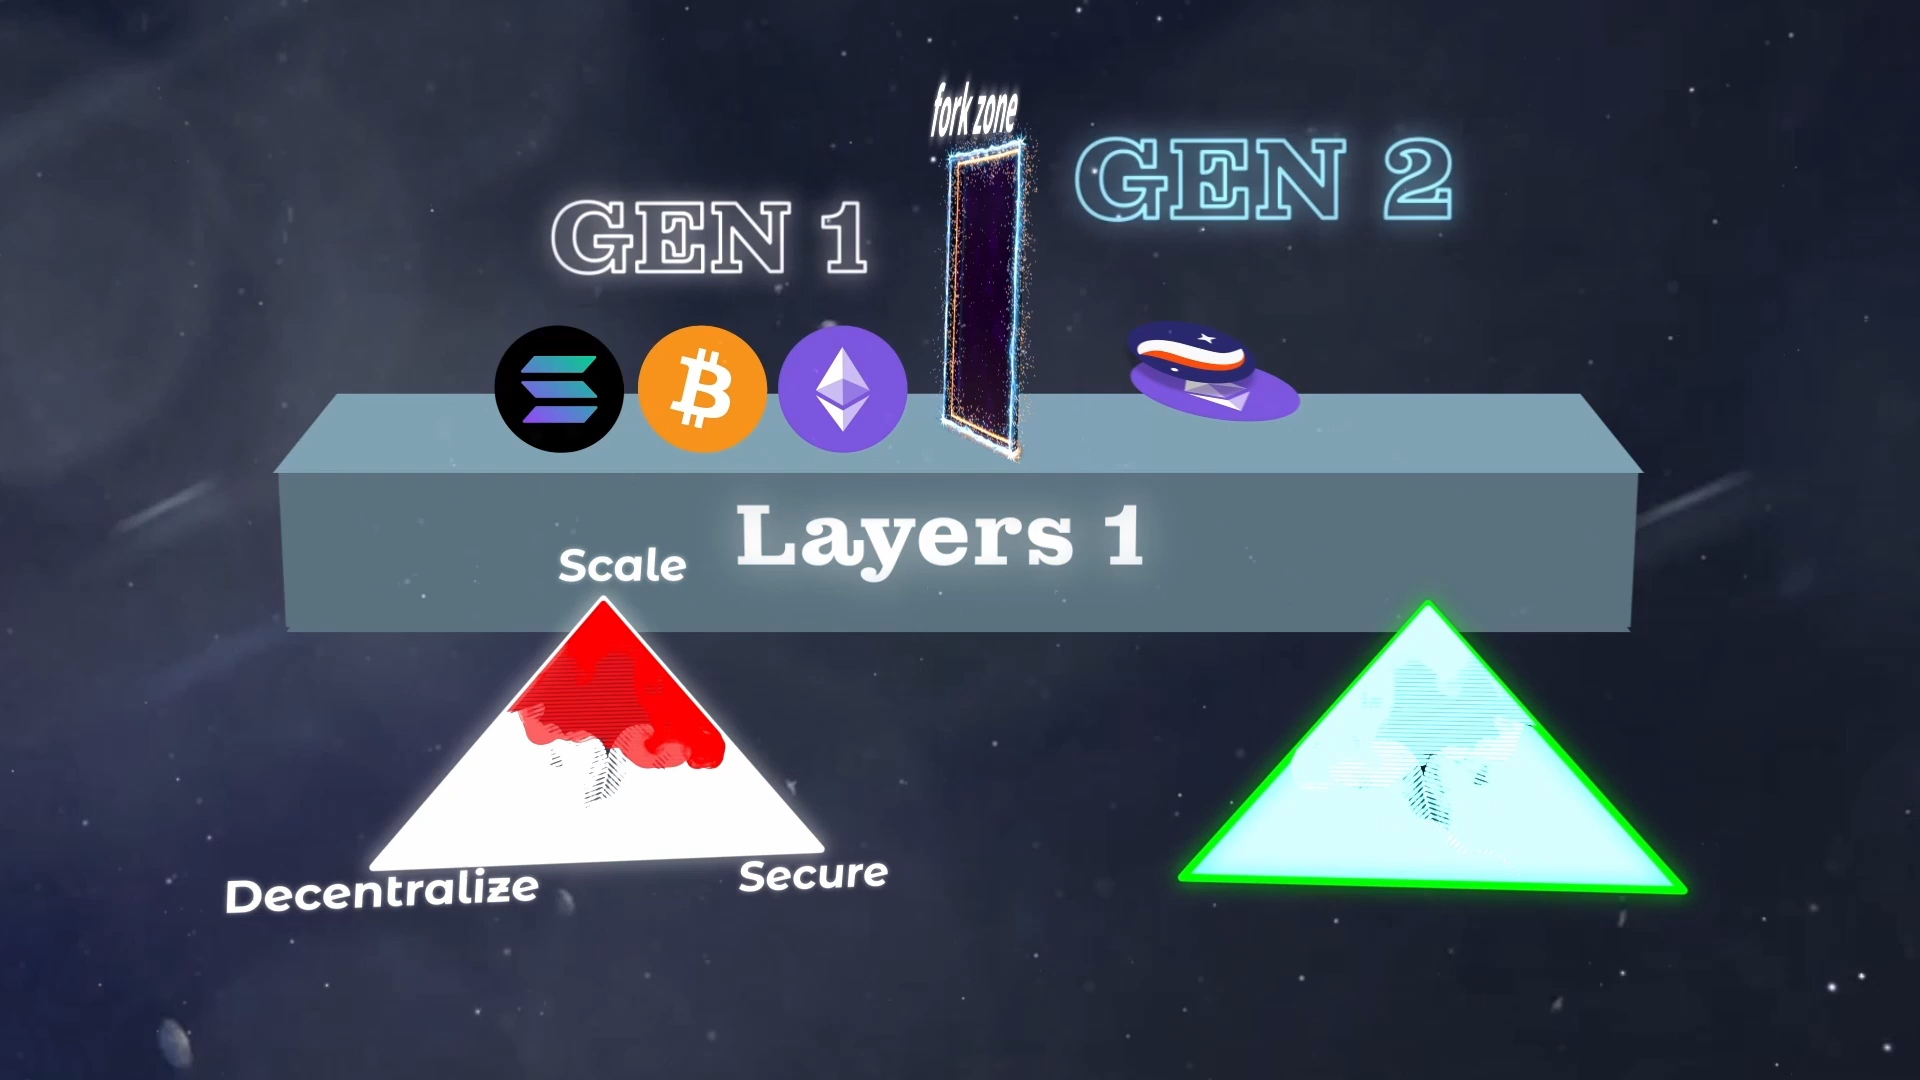 fork zone
GEN 1
GEN 2
Layers 1
Scale
Decentralize
Secure